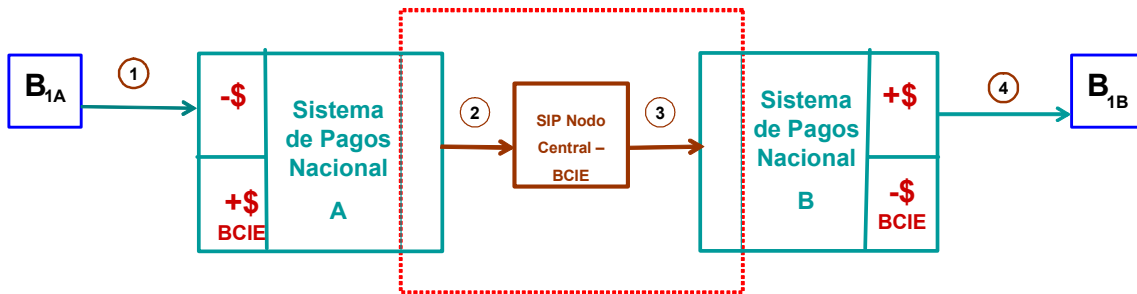 B1A
1
-$
+$
BCIE
Sistema
de Pagos
Nacional
A
2
SIP Nodo
Central –
BCIE
3
Sistema
de Pagos
Nacional
B
+$
-$
BCIE
4
B1B